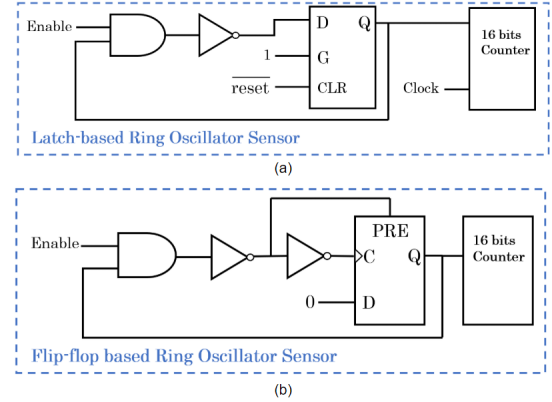 Enable
D
Q
1
G
reset
CLR
Clock
16 bits
Counter
Latch-based Ring Oscillator Sensor
(a)
Enable
PRE
C
Q
0
D
16 bits
Counter
Flip-flop based Ring Oscillator Sensor
(b)